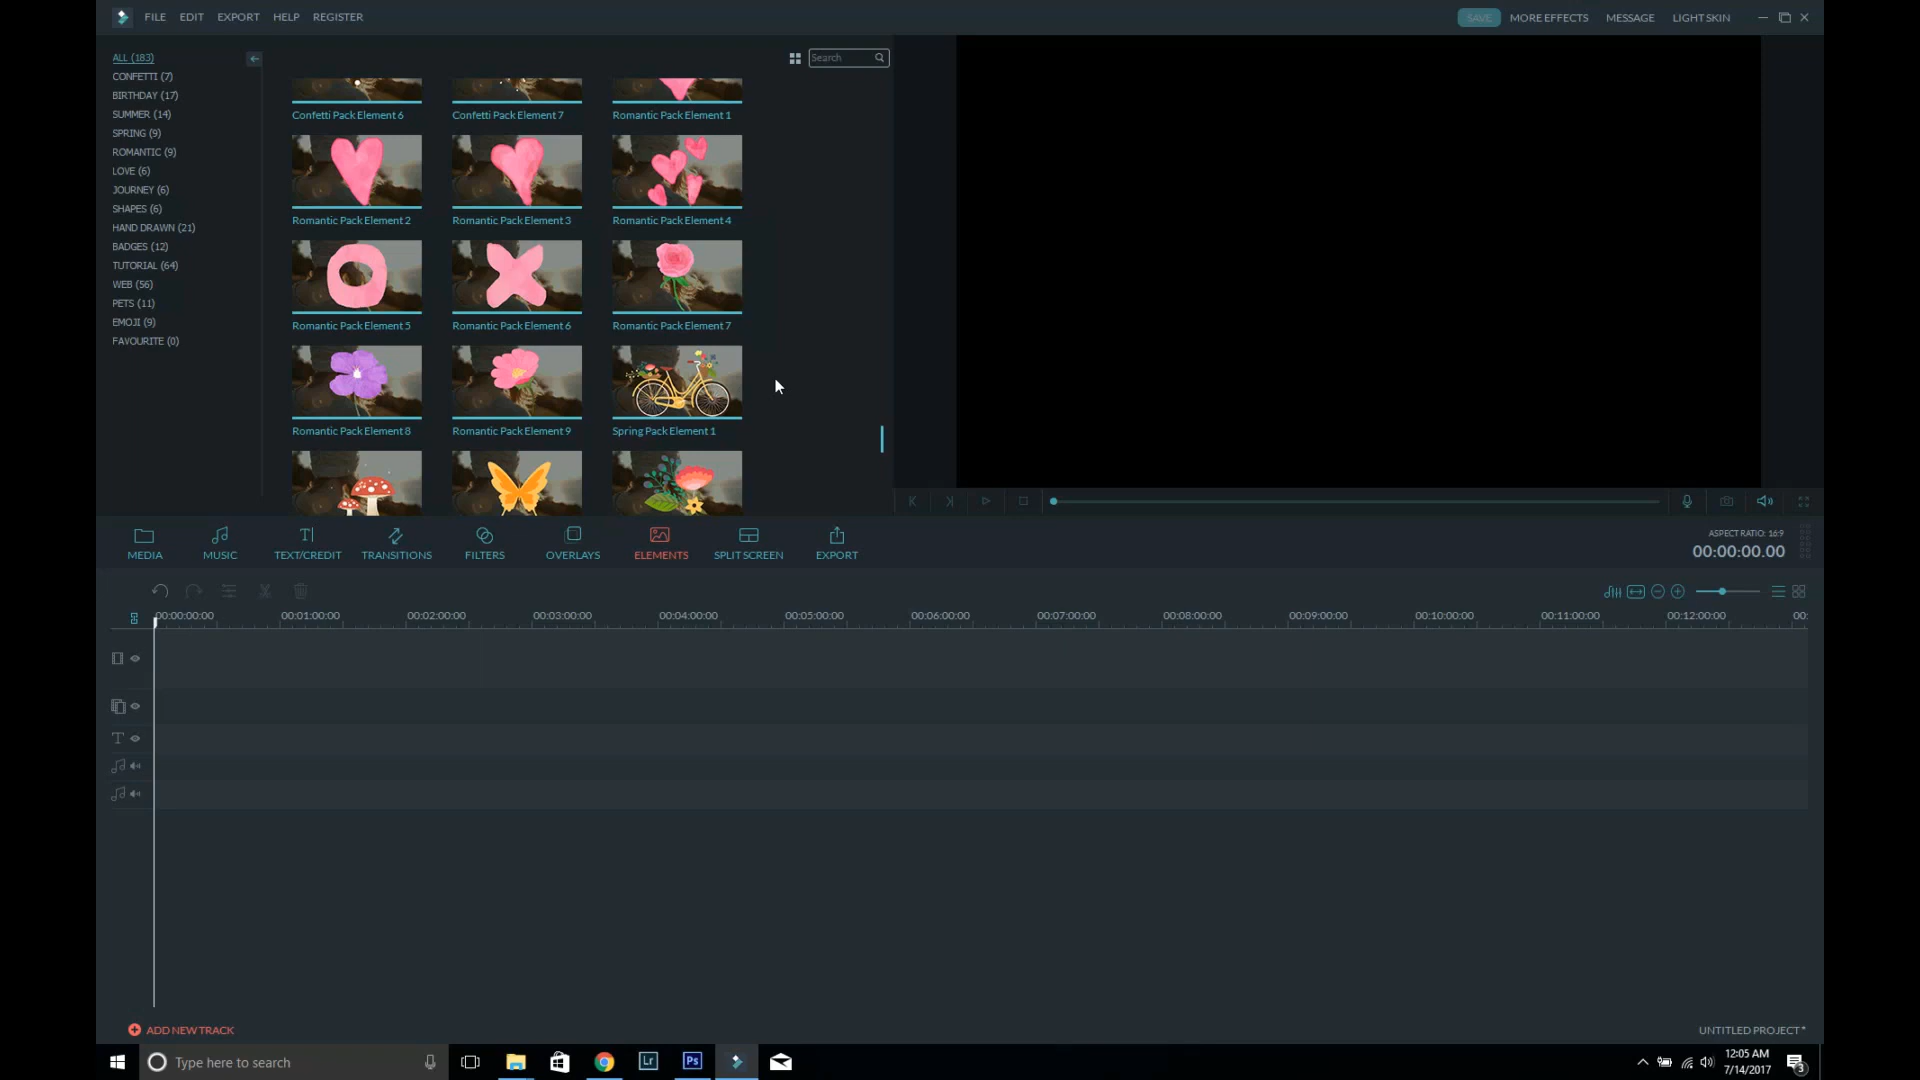 FILE EDIT EXPORT HELP REGISTER
SAVE MORE EFFECTS MESSAGE LIGHT SKIN
ALL (183)
CONFETTI (7)
BIRTHDAY (17)
SUMMER (14)
SPRING (9)
ROMANTIC (9)
LOVE (6)
JOURNEY (6)
SHAPES (6)
HAND DRAWN (21)
BADGES (12)
TUTORIAL (64)
WEB (56)
PETS (11)
EMOJI (9)
FAVOURITE (0)
Search
Confetti Pack Element 6 Confetti Pack Element 7 Romantic Pack Element 1
Romantic Pack Element 2 Romantic Pack Element 3 Romantic Pack Element 4
Romantic Pack Element 5 Romantic Pack Element 6 Romantic Pack Element 7
Romantic Pack Element 8 Romantic Pack Element 9 Spring Pack Element 1
MEDIA MUSIC TEXT/CREDIT TRANSITIONS FILTERS OVERLAYS ELEMENTS SPLIT SCREEN EXPORT
ASPECT RATIO: 16:9
00:00:00.00
00:00:00:00 00:01:00:00 00:02:00:00 00:03:00:00 00:04:00:00 00:05:00:00 00:06:00:00 00:07:00:00 00:08:00:00 00:09:00:00 00:10:00:00 00:11:00:00 00:12:00:00 00:
ADD NEW TRACK
UNTITLED PROJECT*
Type here to search
Lr
Ps
12:05 AM
7/14/2017
3